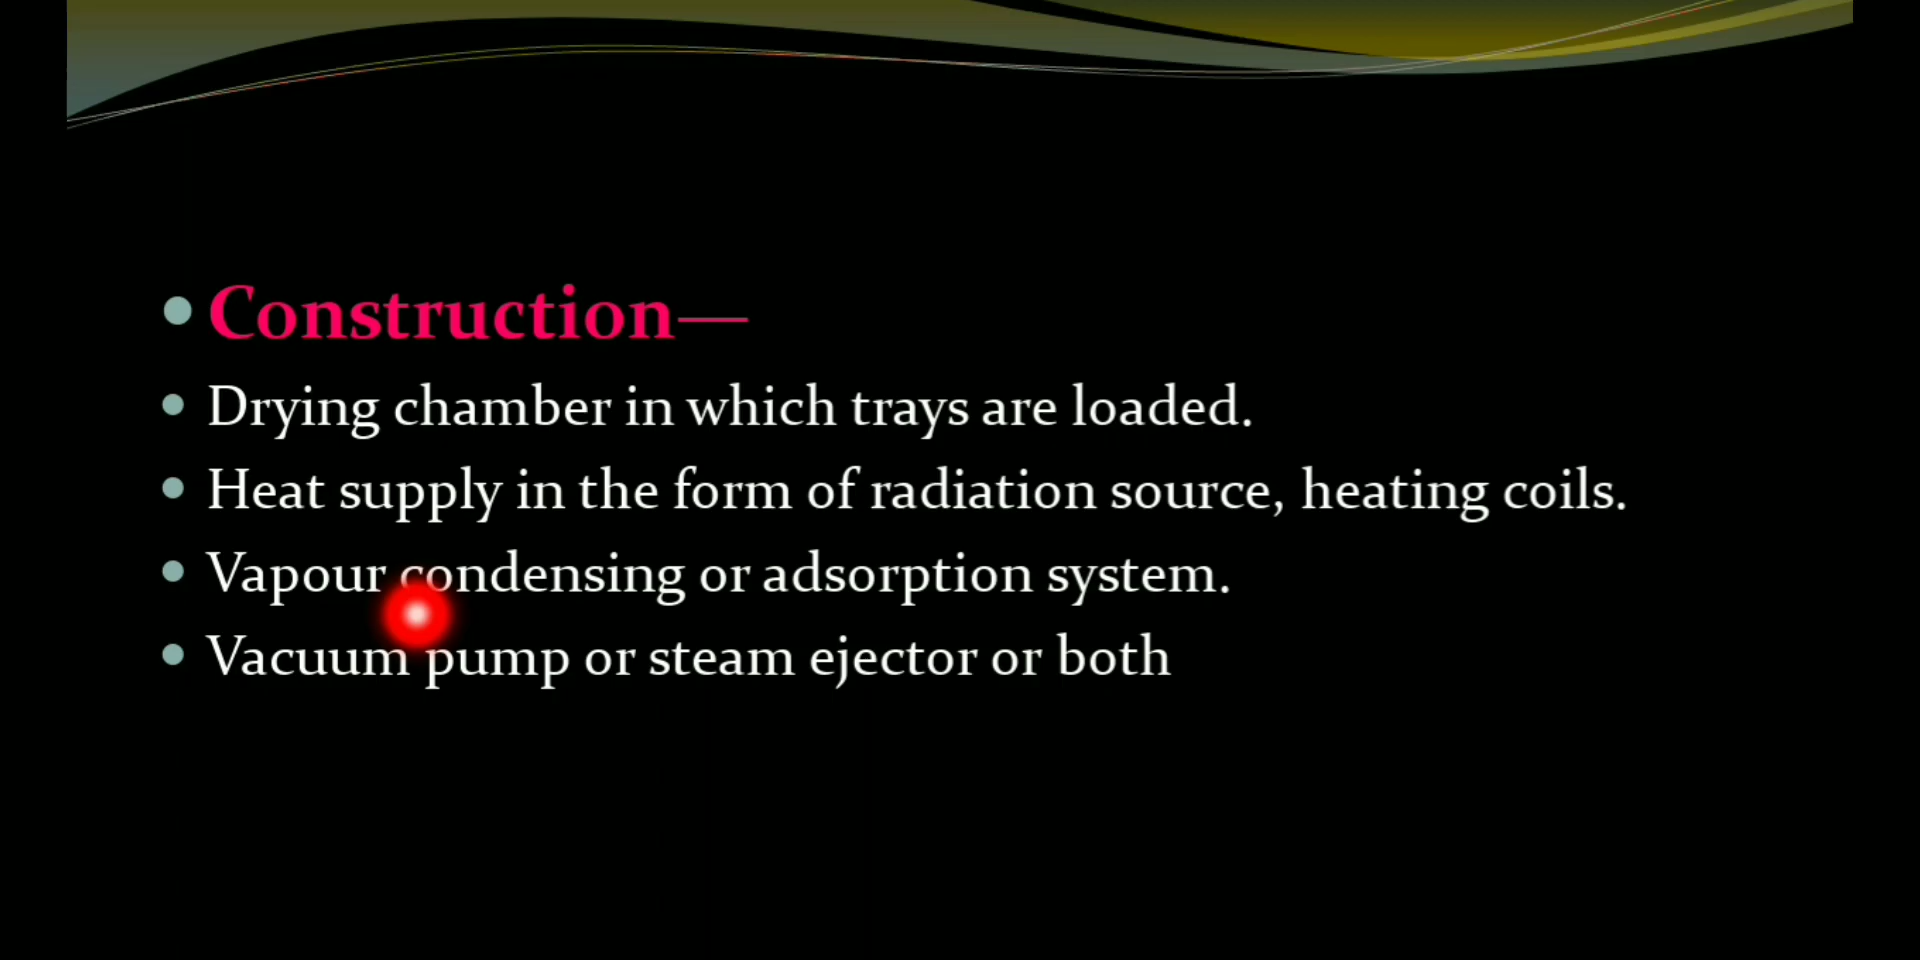 Construction—
Drying chamber in which trays are loaded.
Heat supply in the form of radiation source, heating coils.
Vapour condensing or adsorption system.
Vacuum pump or steam ejector or both